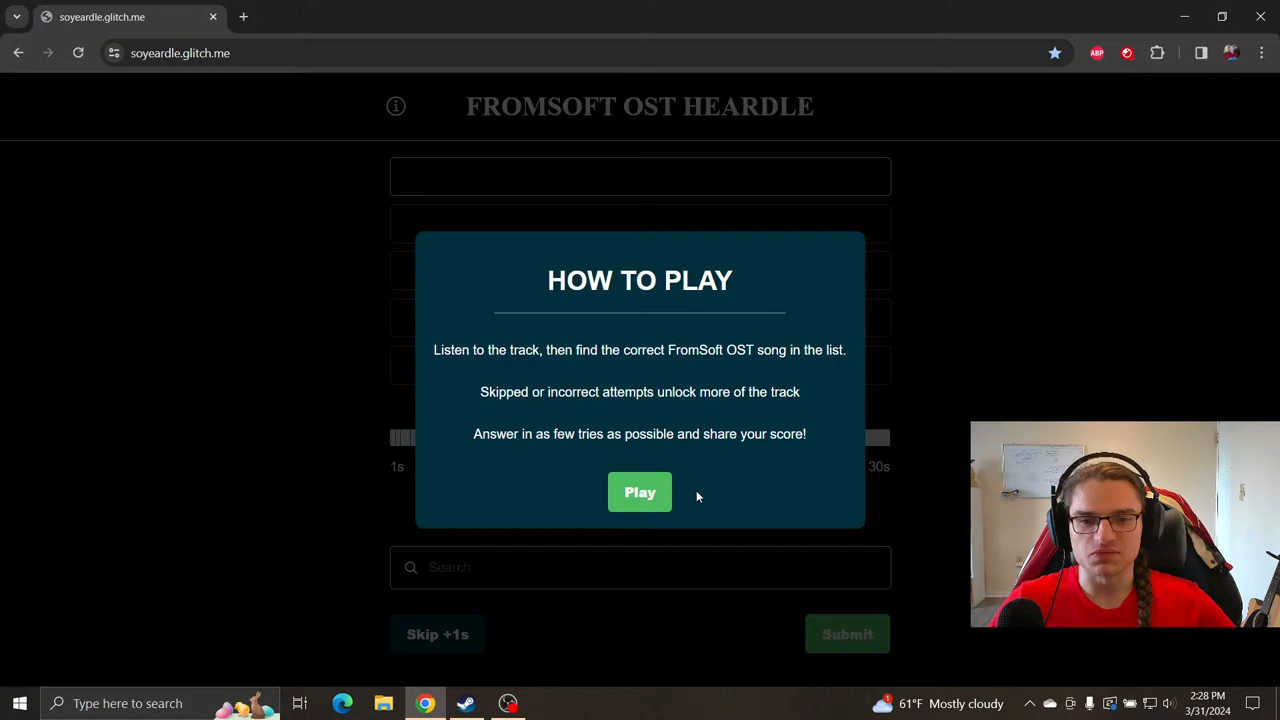 soyeardle.glitch.me
soyeardle.glitch.me
ABP
FROMSOFT OST HEARDLE
HOW TO PLAY
Listen to the track, then find the correct FromSoft OST song in the list.
Skipped or incorrect attempts unlock more of the track
Answer in as few tries as possible and share your score!
1s
30s
Play
Search
Skip +1s
Submit
Type here to search
61°F Mostly cloudy
2:28 PM
3/31/2024